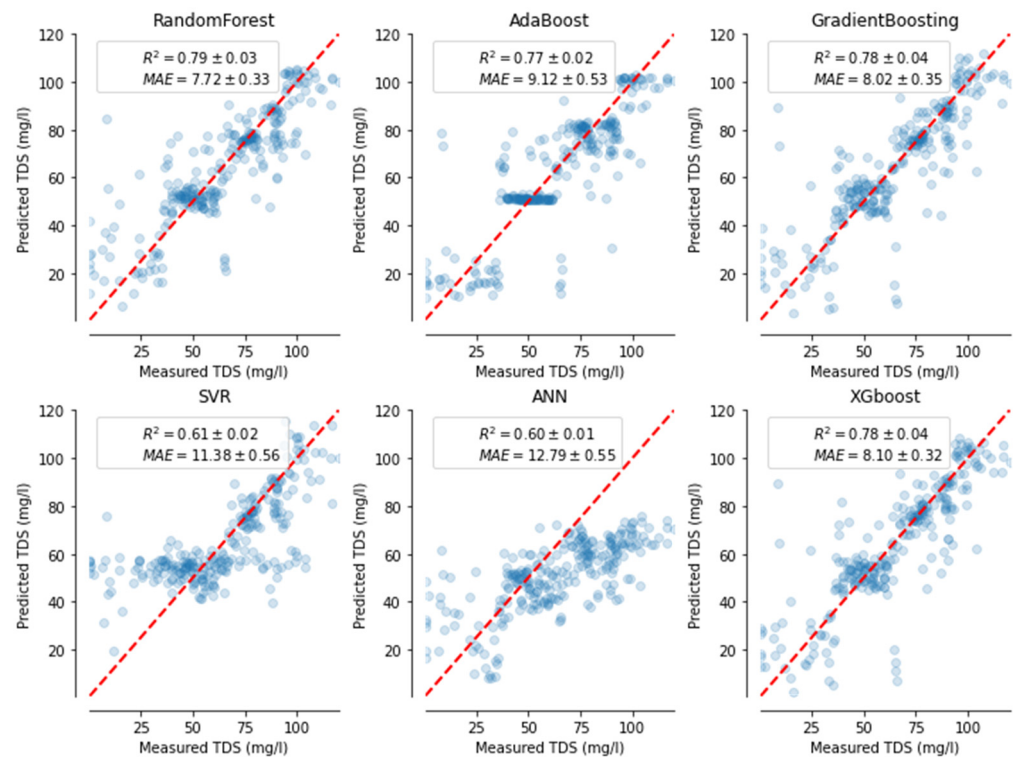 RandomForest
R² = 0.79 ± 0.03
MAE = 7.72 ± 0.33
120
100
80
60
40
20
Predicted TDS (mg/l)
25 50 75 100
Measured TDS (mg/l)
AdaBoost
R² = 0.77 ± 0.02
MAE = 9.12 ± 0.53
120
100
80
60
40
20
Predicted TDS (mg/l)
25 50 75 100
Measured TDS (mg/l)
GradientBoosting
R² = 0.78 ± 0.04
MAE = 8.02 ± 0.35
120
100
80
60
40
20
Predicted TDS (mg/l)
25 50 75 100
Measured TDS (mg/l)
SVR
R² = 0.61 ± 0.02
MAE = 11.38 ± 0.56
120
100
80
60
40
20
Predicted TDS (mg/l)
25 50 75 100
Measured TDS (mg/l)
ANN
R² = 0.60 ± 0.01
MAE = 12.79 ± 0.55
120
100
80
60
40
20
Predicted TDS (mg/l)
25 50 75 100
Measured TDS (mg/l)
XGboost
R² = 0.78 ± 0.04
MAE = 8.10 ± 0.32
120
100
80
60
40
20
Predicted TDS (mg/l)
25 50 75 100
Measured TDS (mg/l)